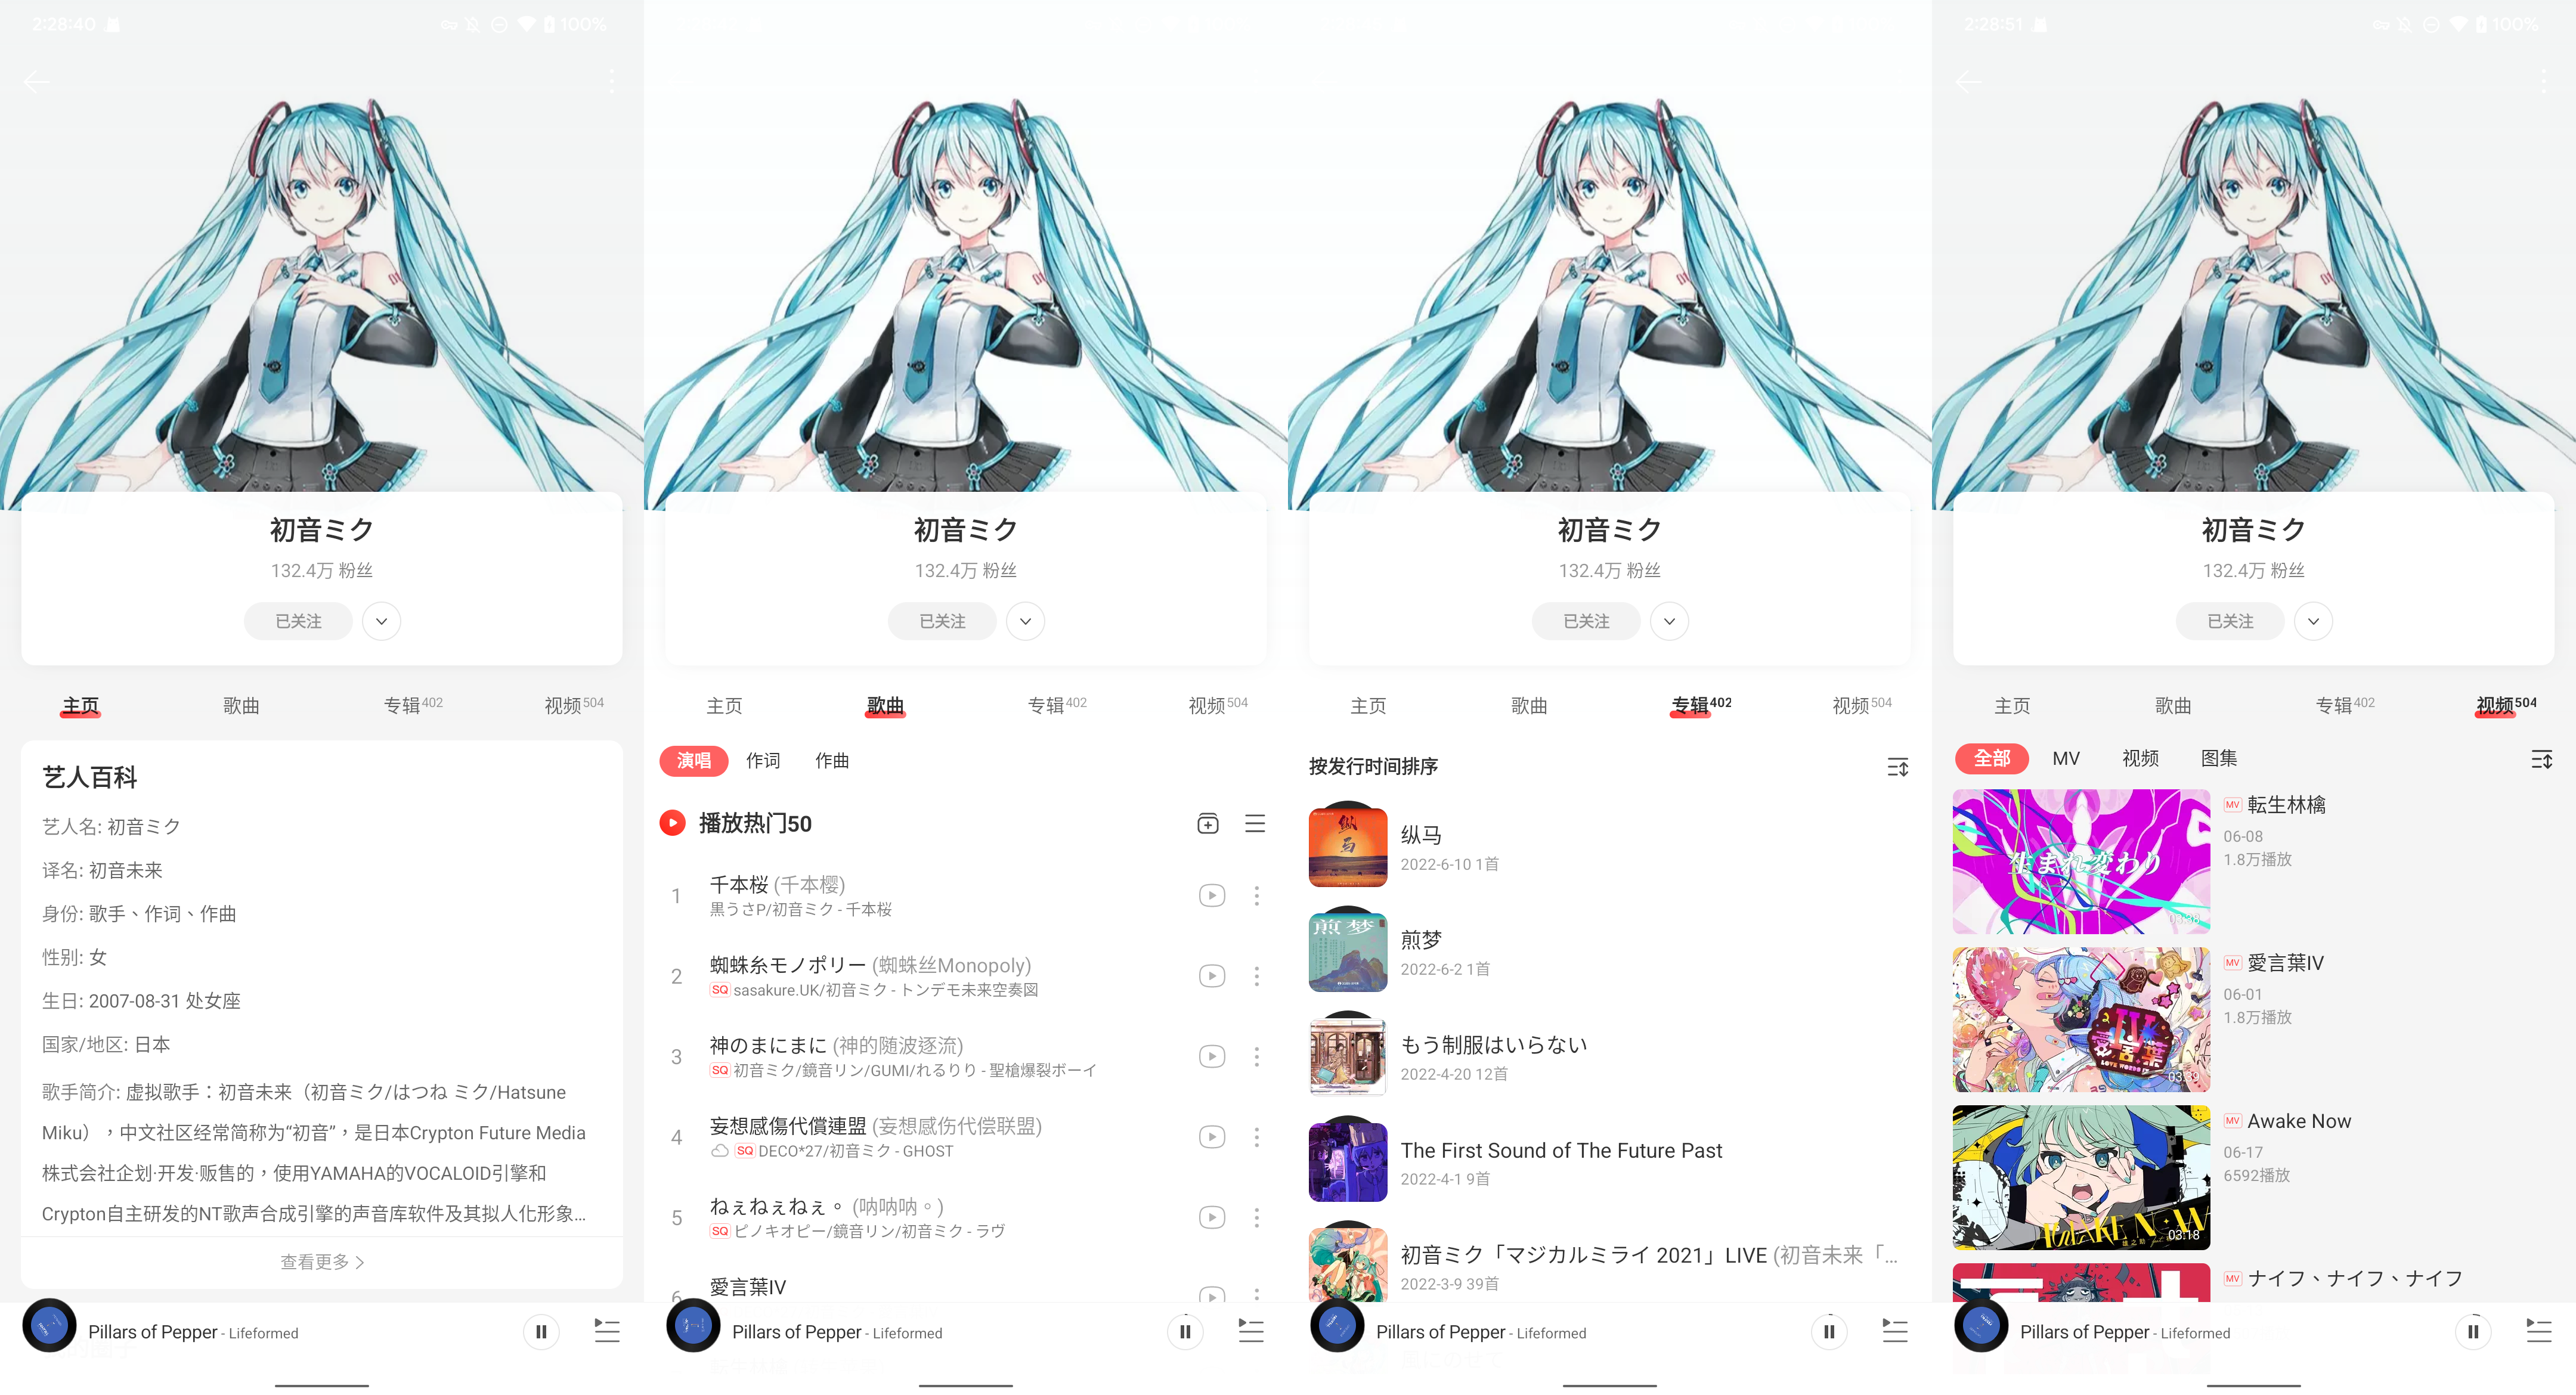 2:28:40
100%
初音ミク
132.4万 粉丝
已关注
主页
歌曲
专辑402
视频504
艺人百科
艺人名: 初音ミク
译名: 初音未来
身份: 歌手、作词、作曲
性别: 女
生日: 2007-08-31 处女座
国家/地区: 日本
歌手简介: 虚拟歌手：初音未来（初音ミク/はつね ミク/Hatsune
Miku），中文社区经常简称为“初音”，是日本Crypton Future Media
株式会社企划·开发·贩售的，使用YAMAHA的VOCALOID引擎和
Crypton自主研发的NT歌声合成引擎的声音库软件及其拟人化形象...
查看更多
Pillars of Pepper - Lifeformed
初音ミク
132.4万 粉丝
已关注
主页
歌曲
专辑402
视频504
演唱
作词
作曲
播放热门50
1
千本桜 (千本樱)
黒うさP/初音ミク - 千本桜
2
蜘蛛糸モノポリー (蜘蛛丝Monopoly)
SQ sasakure.UK/初音ミク - トンデモ未来空奏図
3
神のまにまに (神的随波逐流)
SQ 初音ミク/鏡音リン/GUMI/れるりり - 聖槍爆裂ボーイ
4
妄想感傷代償連盟 (妄想感伤代偿联盟)
SQ DECO*27/初音ミク - GHOST
5
ねぇねぇねぇ。 (呐呐呐。)
SQ ピノキオピー/鏡音リン/初音ミク - ラヴ
6
愛言葉IV
Pillars of Pepper - Lifeformed
初音ミク
132.4万 粉丝
已关注
主页
歌曲
专辑402
视频504
按发行时间排序
纵马
2022-6-10 1首
煎梦
2022-6-2 1首
もう制服はいらない
2022-4-20 12首
The First Sound of The Future Past
2022-4-1 9首
初音ミク「マジカルミライ 2021」LIVE (初音未来「...
2022-3-9 39首
Pillars of Pepper - Lifeformed
2:28:51
100%
初音ミク
132.4万 粉丝
已关注
主页
歌曲
专辑402
视频504
全部
MV
视频
图集
生まれ変わり
MV 転生林檎
06-08
1.8万播放
MV 愛言葉IV
06-01
1.8万播放
03:39
MV Awake Now
06-17
6592播放
03:18
MV ナイフ、ナイフ、ナイフ
Pillars of Pepper - Lifeformed